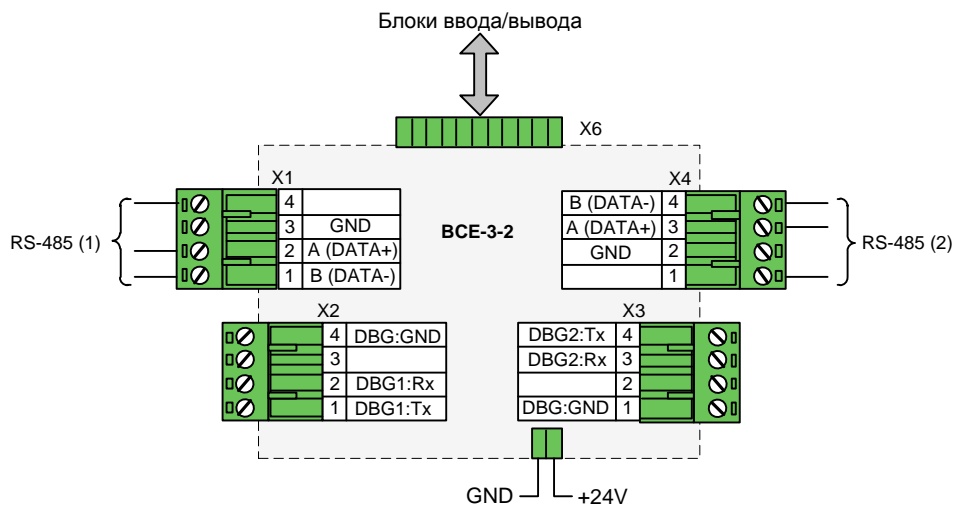 Блоки ввода/вывода
X6
X1
4
3 GND
2 A (DATA+)
1 B (DATA-)
RS-485 (1)
BCE-3-2
X4
B (DATA-) 4
A (DATA+) 3
GND 2
1
RS-485 (2)
X2
4 DBG:GND
3
2 DBG1:Rx
1 DBG1:Tx
X3
DBG2:Tx 4
DBG2:Rx 3
2
DBG:GND 1
GND
+24V